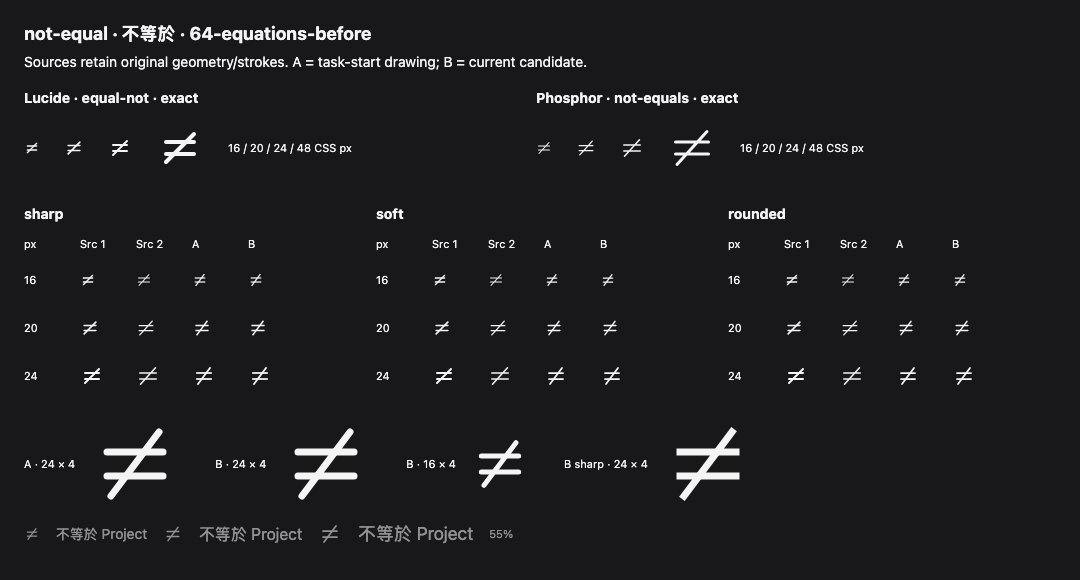 not-equal · 不等於 · 64-equations-before
Sources retain original geometry/strokes. A = task-start drawing; B = current candidate.
Lucide · equal-not · exact
Phosphor · not-equals · exact
16 / 20 / 24 / 48 CSS px
16 / 20 / 24 / 48 CSS px
sharp
soft
rounded
px Src 1 Src 2 A B
px Src 1 Src 2 A B
px Src 1 Src 2 A B
16
16
16
20
20
20
24
24
24
A · 24 × 4
B · 24 × 4
B · 16 × 4
B sharp · 24 × 4
不等於 Project
不等於 Project
不等於 Project
55%